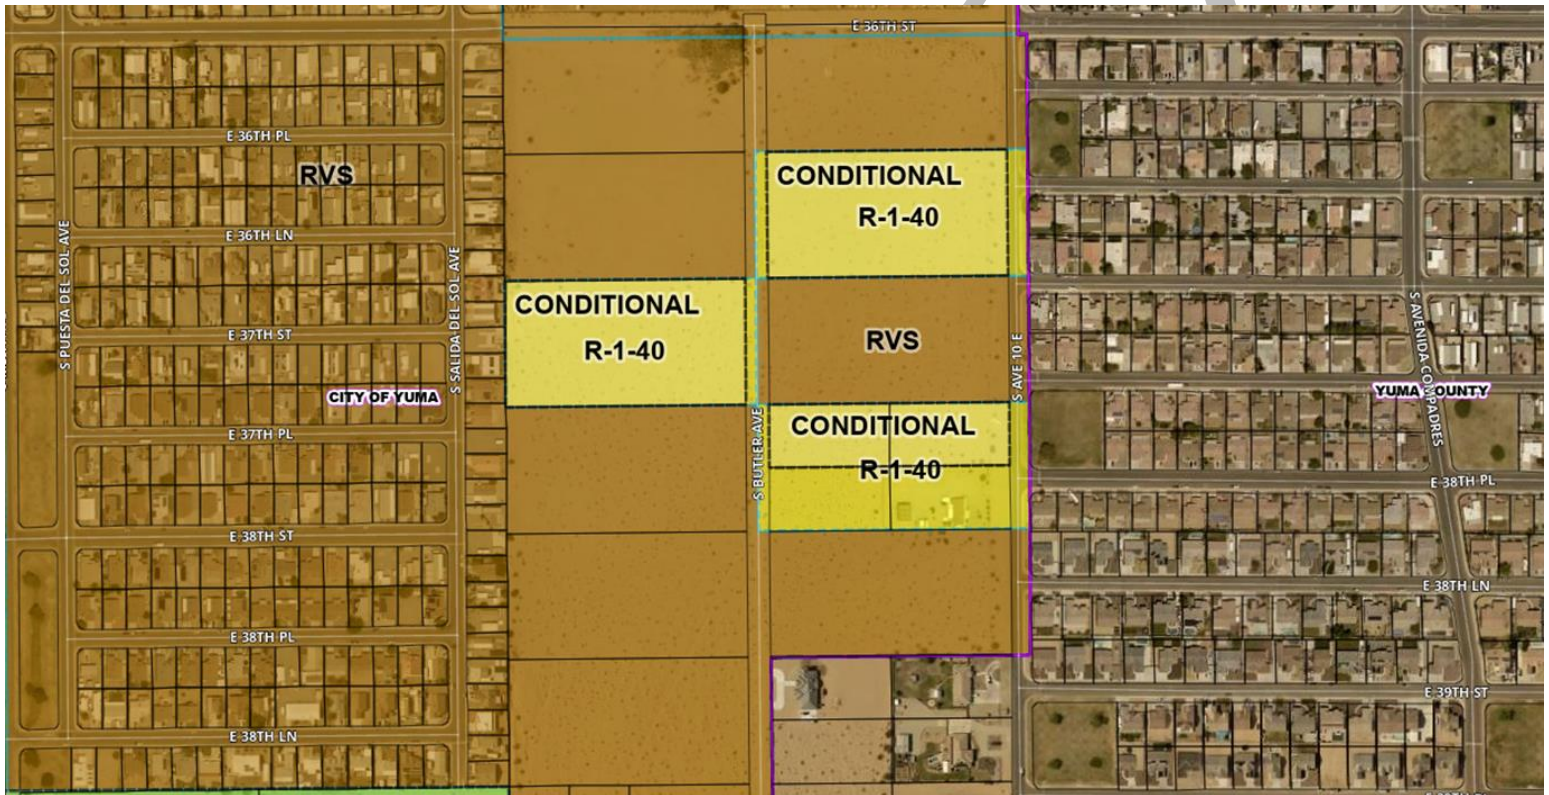 E 36TH ST
E 36TH PL
RVS
CONDITIONAL
R-1-40
E 36TH LN
S PUESTA DEL SOL AVE
S SALIDA DEL SOL AVE
CONDITIONAL
R-1-40
E 37TH ST
RVS
S AVE 10 E
S AVENIDA COMPADRES
CITY OF YUMA
YUMA COUNTY
E 37TH PL
S BUTLER AVE
CONDITIONAL
R-1-40
E 38TH PL
E 38TH ST
E 38TH LN
E 38TH PL
E 39TH ST
E 38TH LN